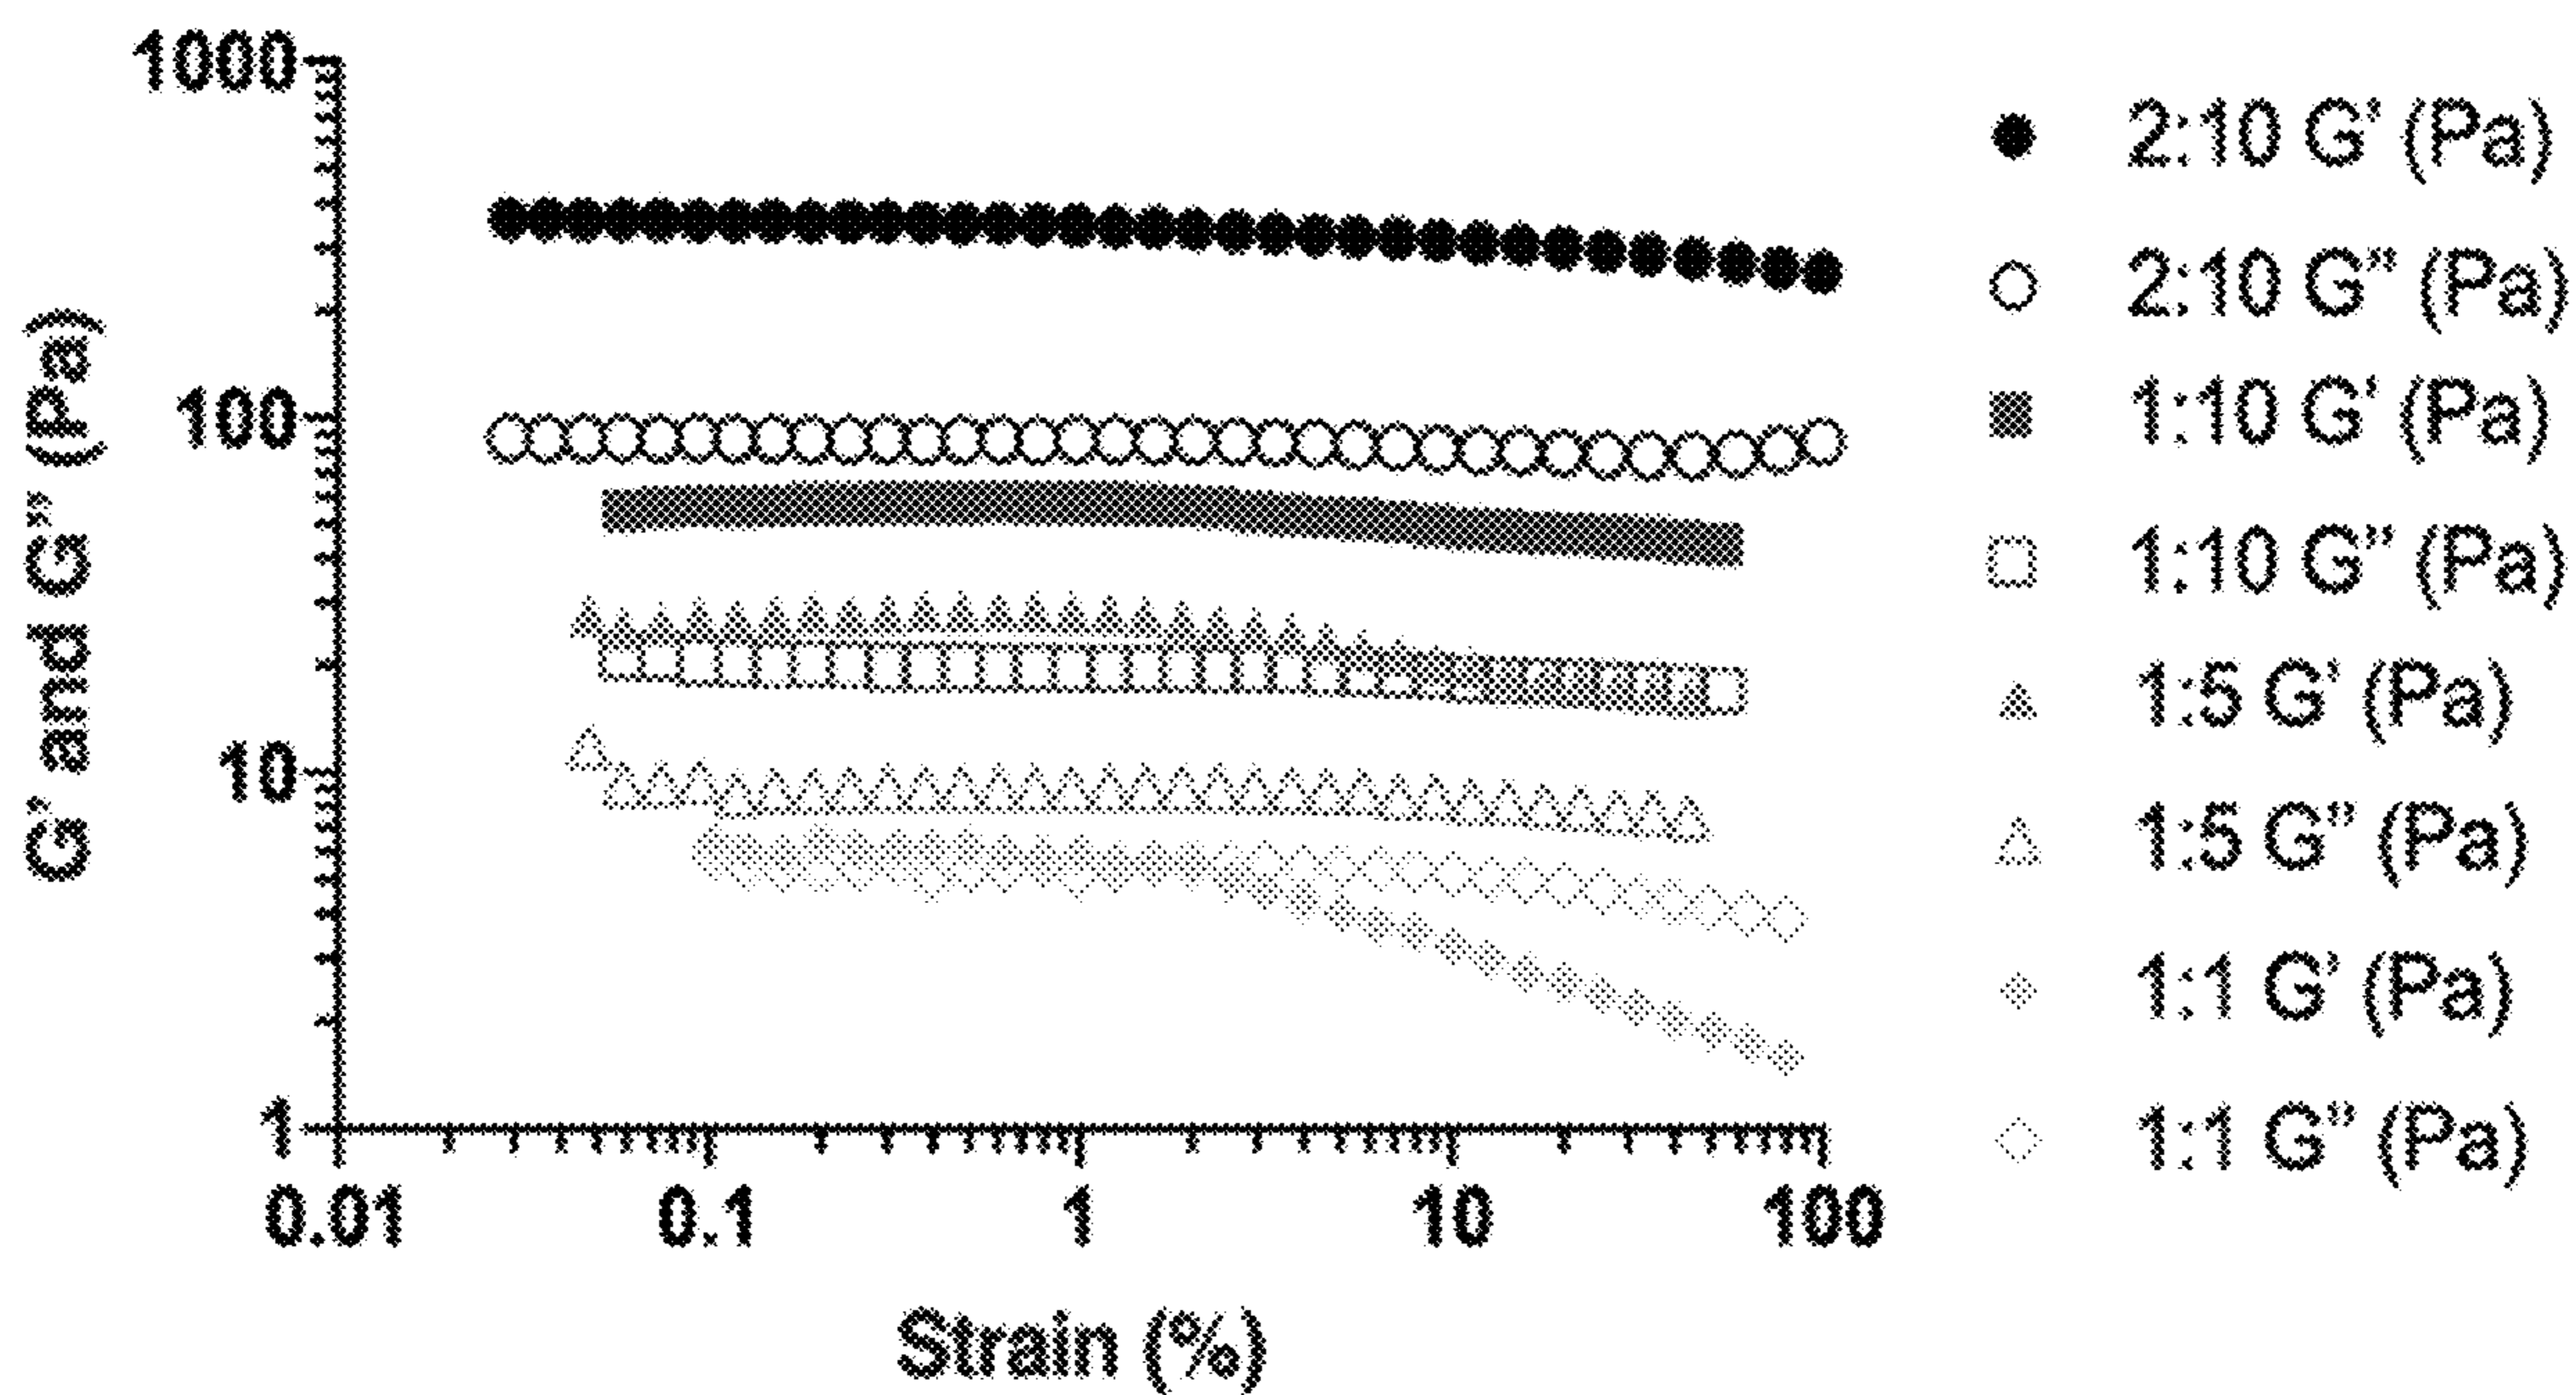 G' and G” (Pa)
1000
100
10
1
0.01 0.1 1 10 100
Strain (%)
2:10 G' (Pa)
2:10 G” (Pa)
1:10 G' (Pa)
1:10 G” (Pa)
1:5 G' (Pa)
1:5 G” (Pa)
1:1 G' (Pa)
1:1 G” (Pa)